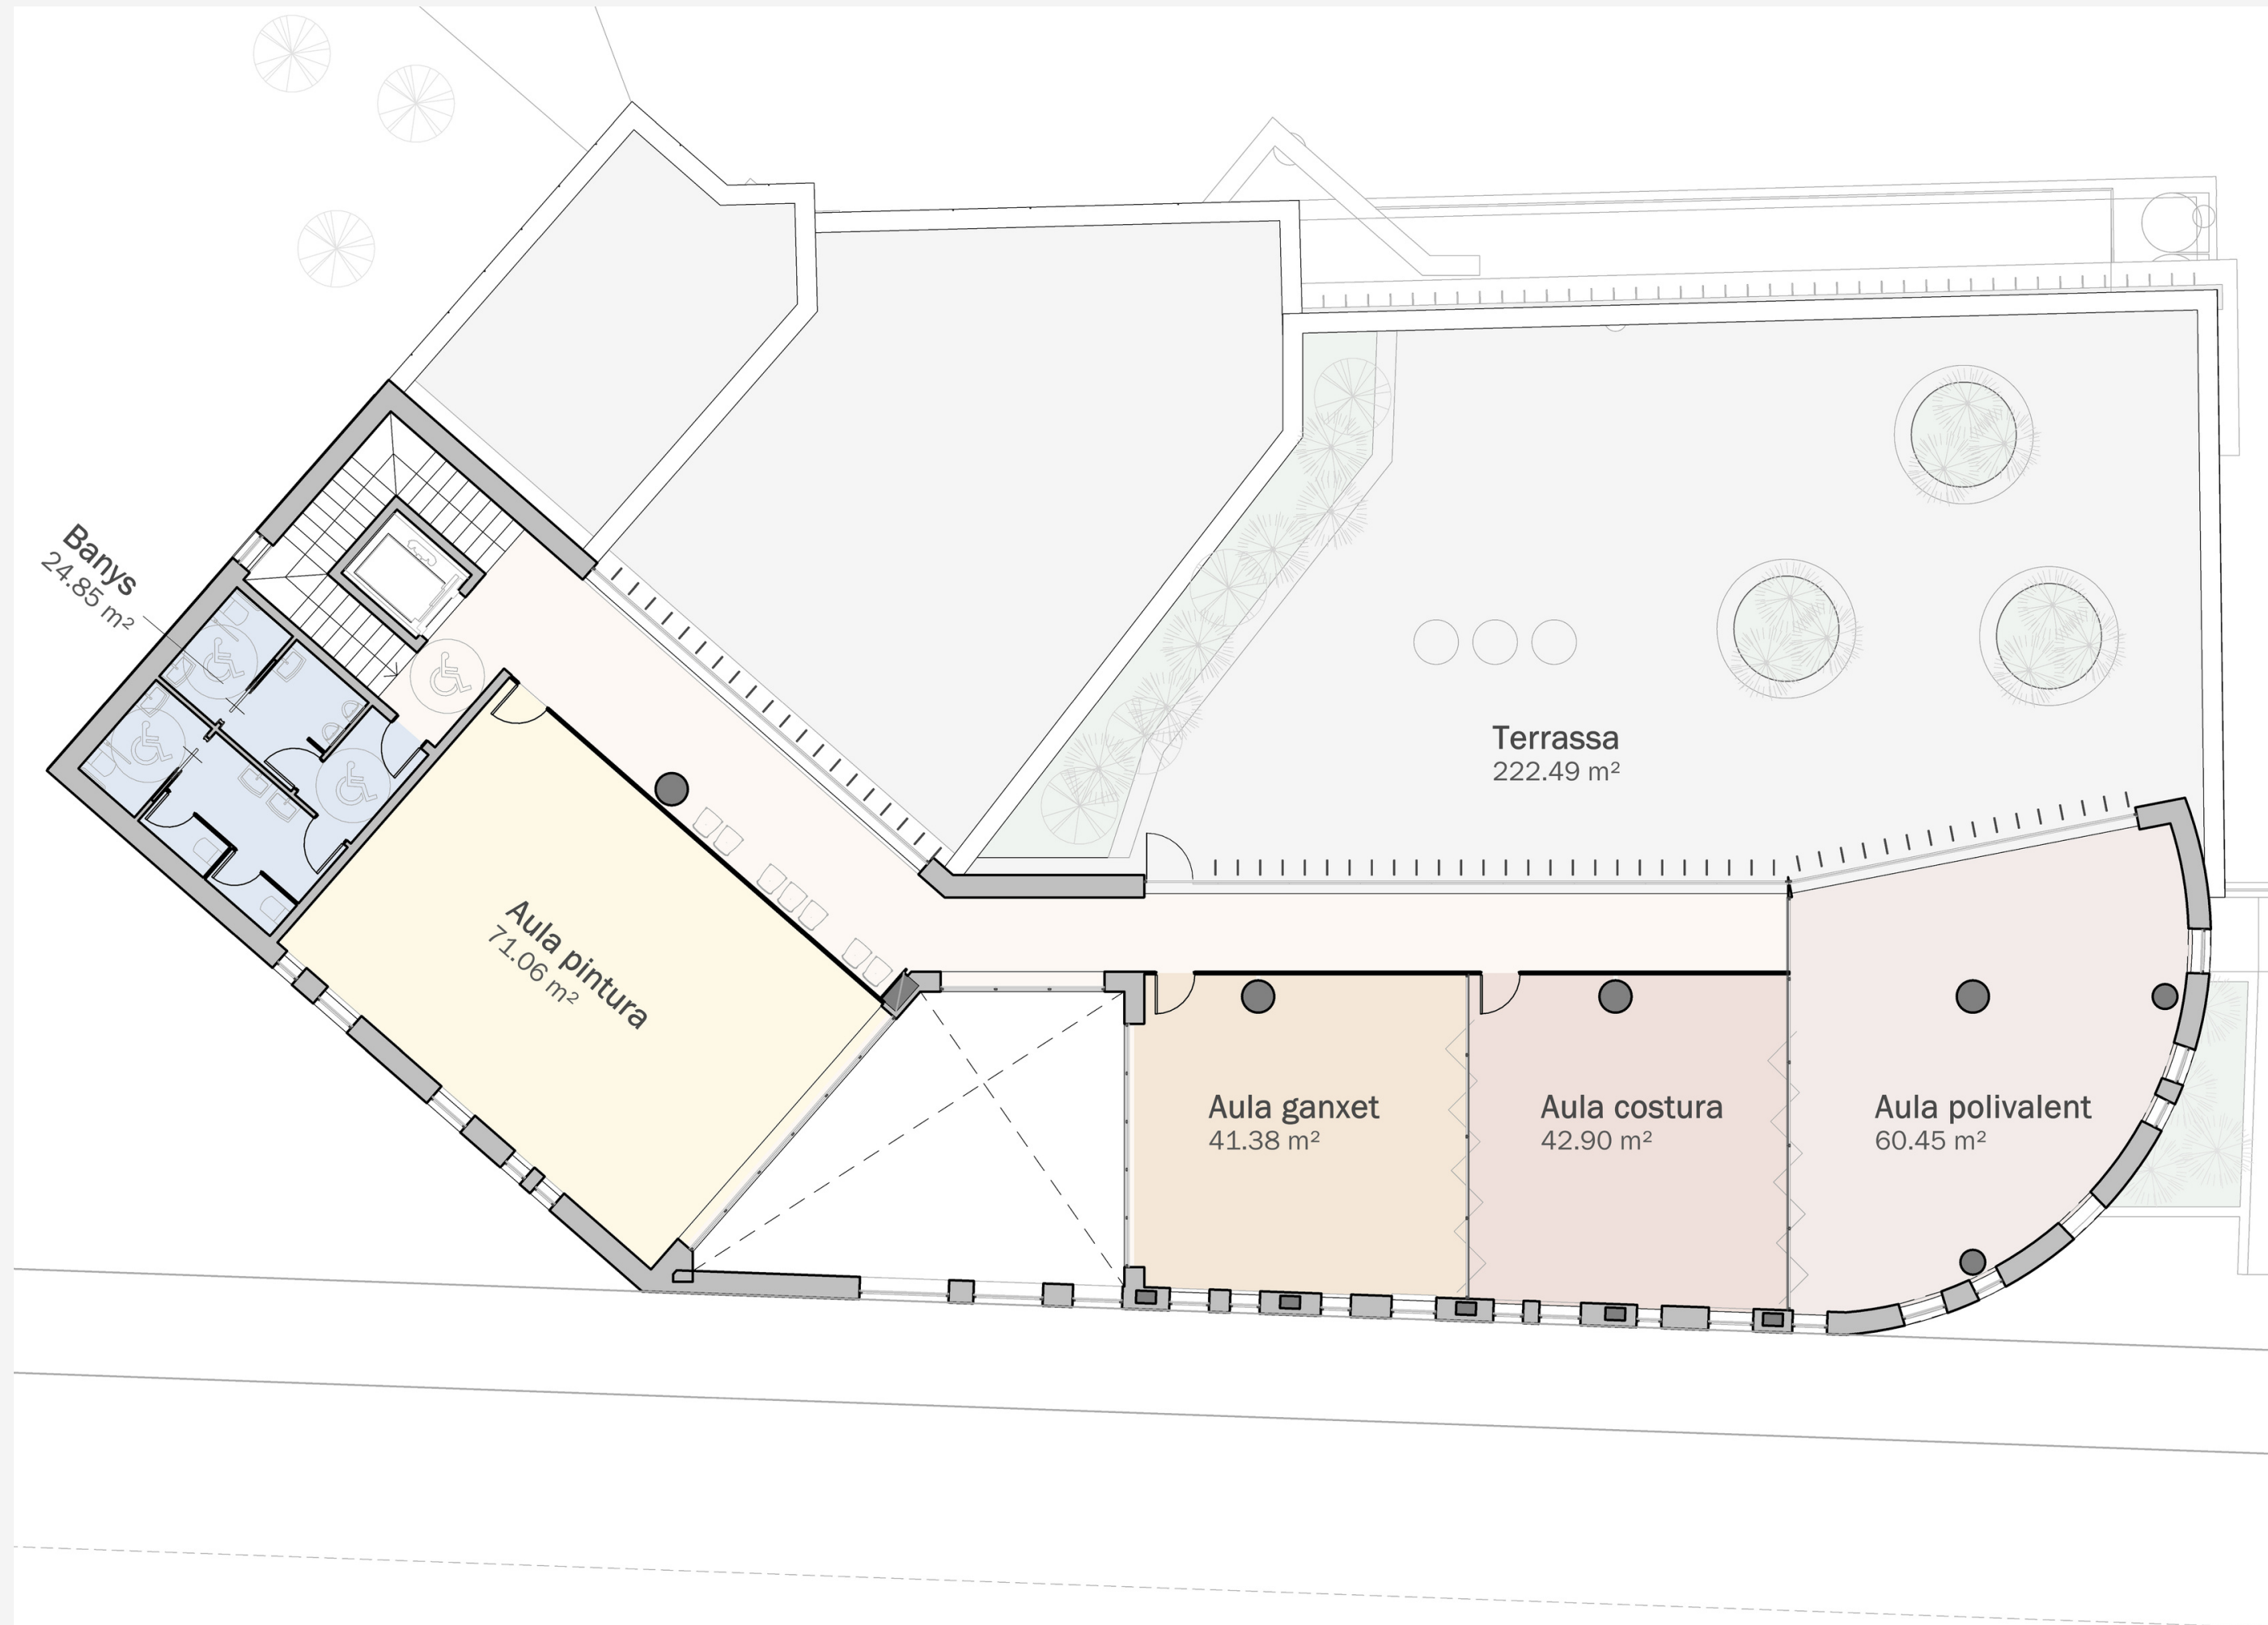 Banys
24.85 m²
Terrassa
222.49 m²
Aula pintura
71.06 m²
Aula ganxet
41.38 m²
Aula costura
42.90 m²
Aula polivalent
60.45 m²